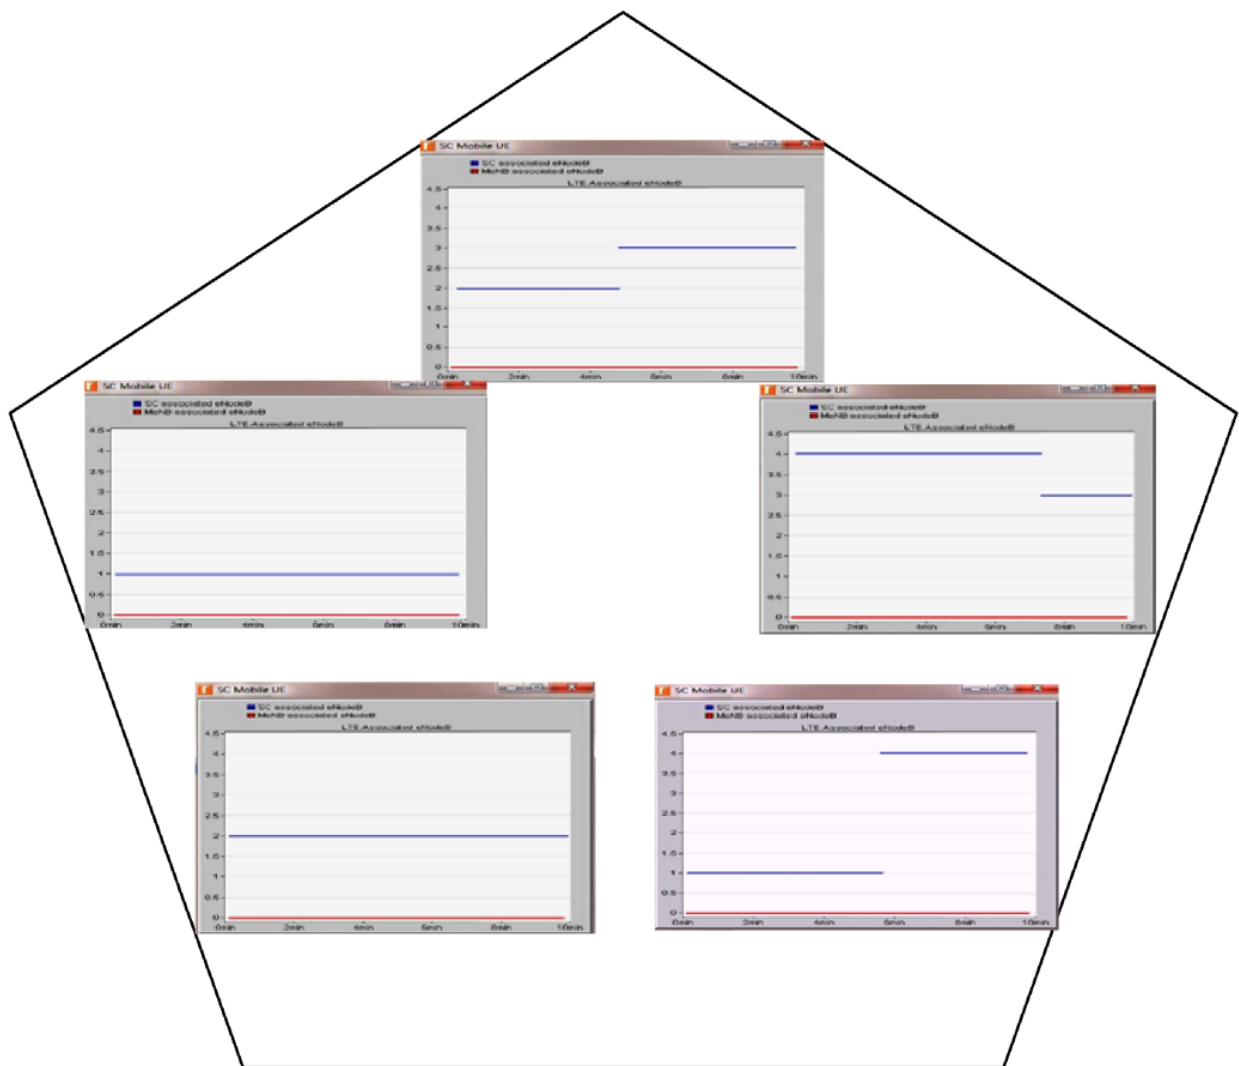 SC Mobile UE
SC associated eNodeB
MeNB associated eNodeB
LTE.Associated eNodeB
4.5
4
3.5
3
2.5
2
1.5
1
0.5
0
0min 2min 4min 6min 8min 10min
SC Mobile UE
SC associated eNodeB
MeNB associated eNodeB
LTE.Associated eNodeB
4.5
4
3.5
3
2.5
2
1.5
1
0.5
0
0min 2min 4min 6min 8min 10min
SC Mobile UE
SC associated eNodeB
MeNB associated eNodeB
LTE.Associated eNodeB
4.5
4
3.5
3
2.5
2
1.5
1
0.5
0
0min 2min 4min 6min 8min 10min
SC Mobile UE
SC associated eNodeB
MeNB associated eNodeB
LTE.Associated eNodeB
4.5
4
3.5
3
2.5
2
1.5
1
0.5
0
0min 2min 4min 6min 8min 10min
SC Mobile UE
SC associated eNodeB
MeNB associated eNodeB
LTE.Associated eNodeB
4.5
4
3.5
3
2.5
2
1.5
1
0.5
0
0min 2min 4min 6min 8min 10min